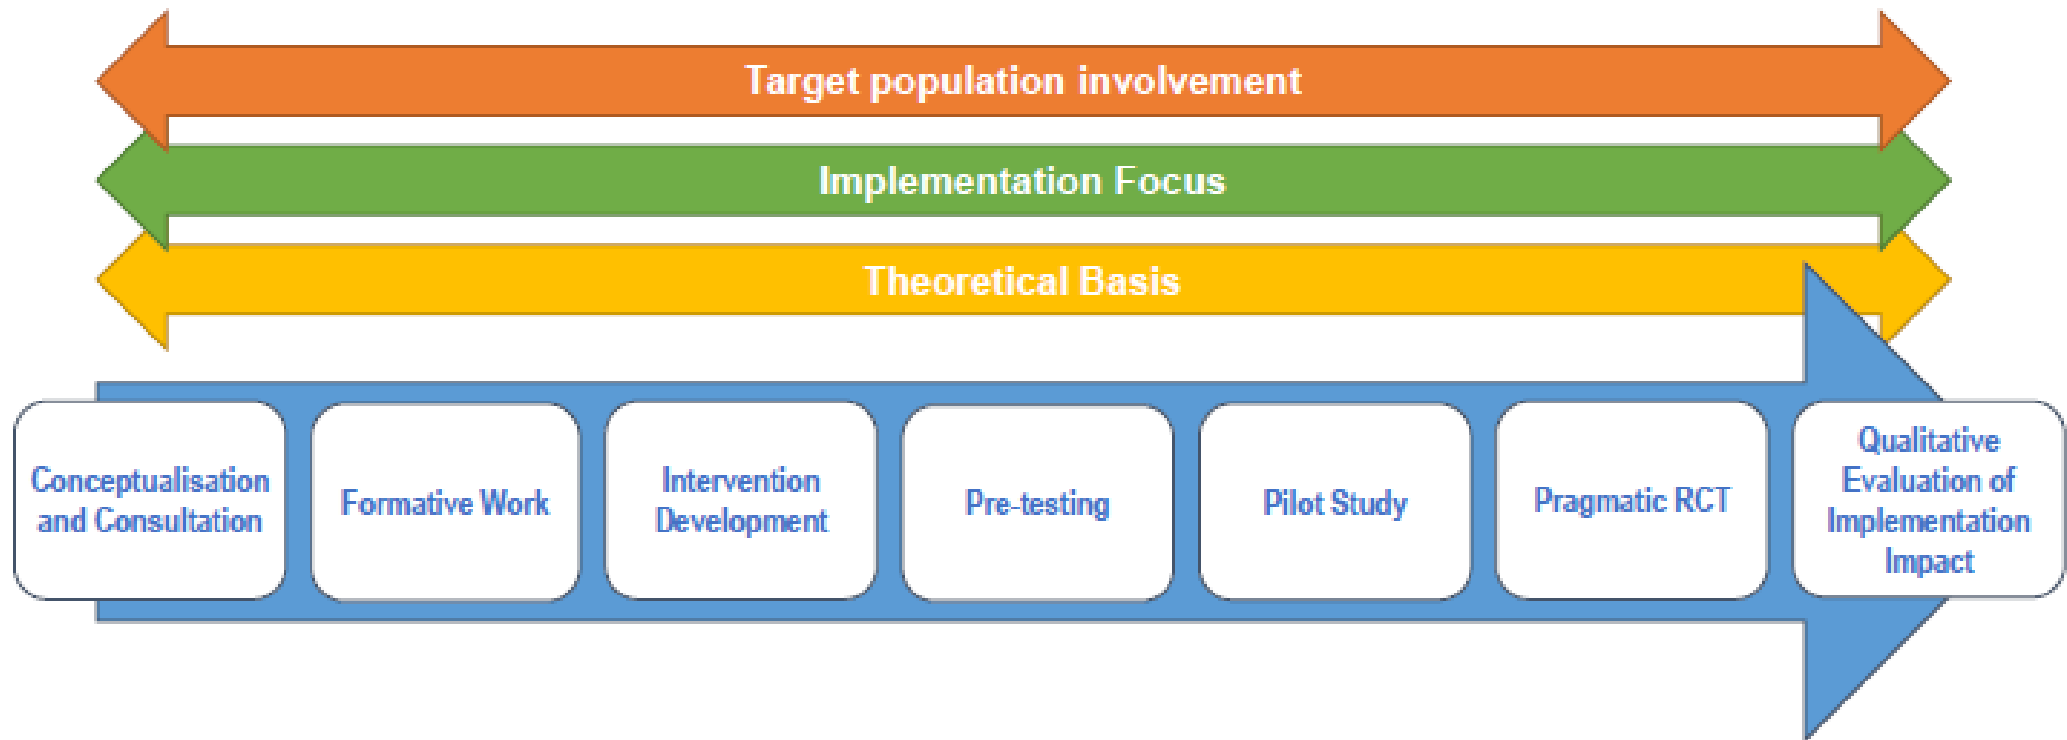 Target population involvement
Implementation Focus
Theoretical Basis
Conceptualisation
and Consultation
Formative Work
Intervention
Development
Pre-testing
Pilot Study
Pragmatic RCT
Qualitative
Evaluation of
Implementation
Impact